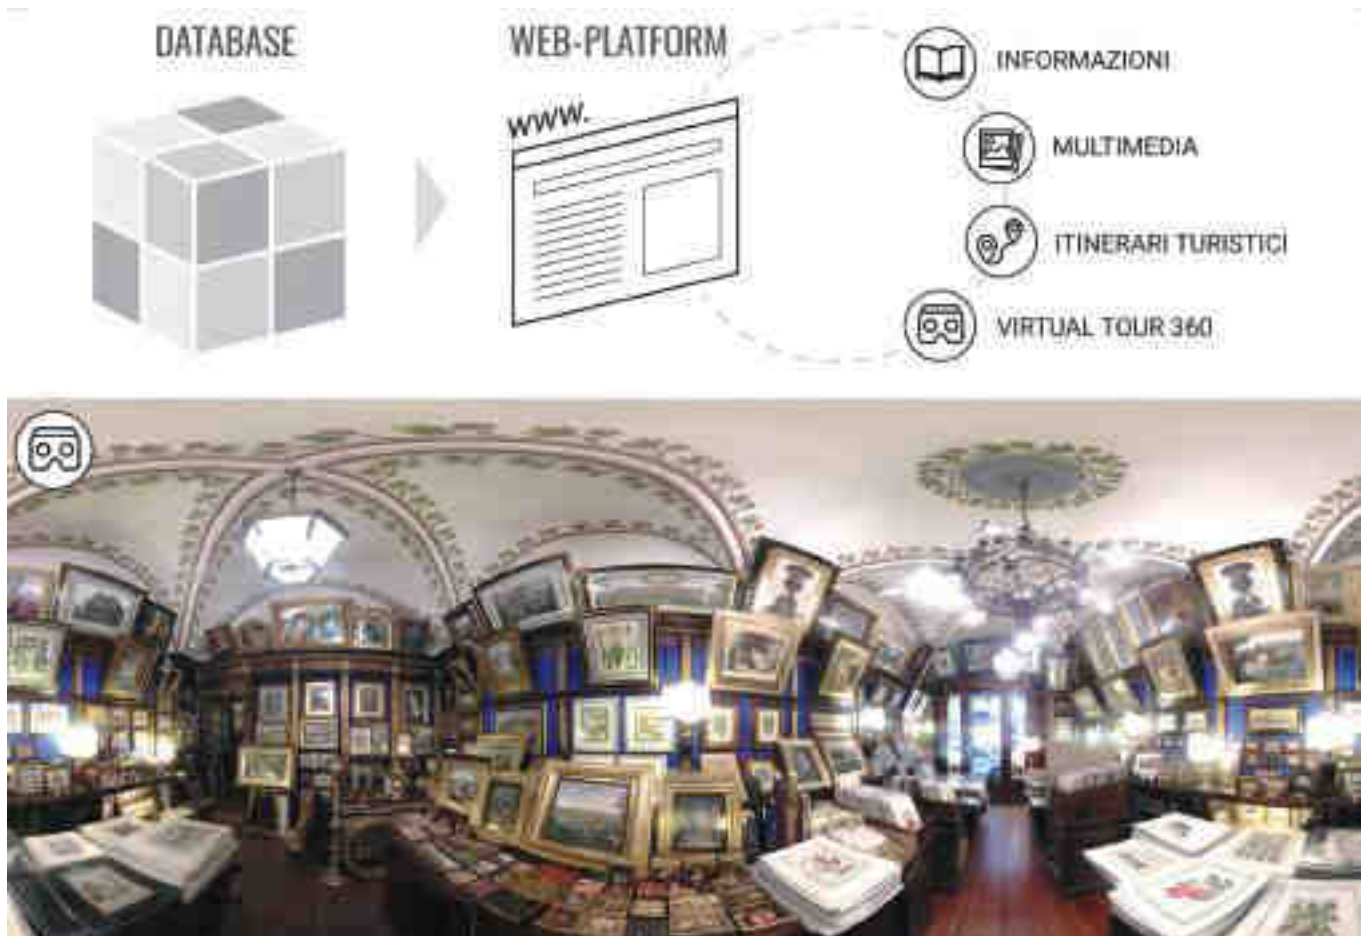 DATABASE
WEB-PLATFORM
www.
INFORMAZIONI
MULTIMEDIA
ITINERARI TURISTICI
VIRTUAL TOUR 360